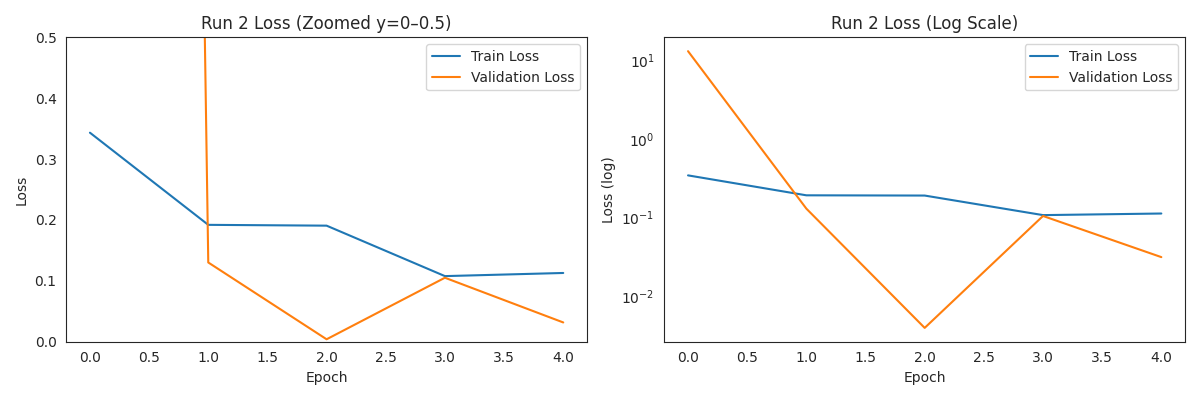 Run 2 Loss (Zoomed y=0–0.5)
Train Loss
Validation Loss
Loss
0.5
0.4
0.3
0.2
0.1
0.0
0.0 0.5 1.0 1.5 2.0 2.5 3.0 3.5 4.0
Epoch
Run 2 Loss (Log Scale)
Train Loss
Validation Loss
Loss (log)
10¹
10⁰
10⁻¹
10⁻²
0.0 0.5 1.0 1.5 2.0 2.5 3.0 3.5 4.0
Epoch